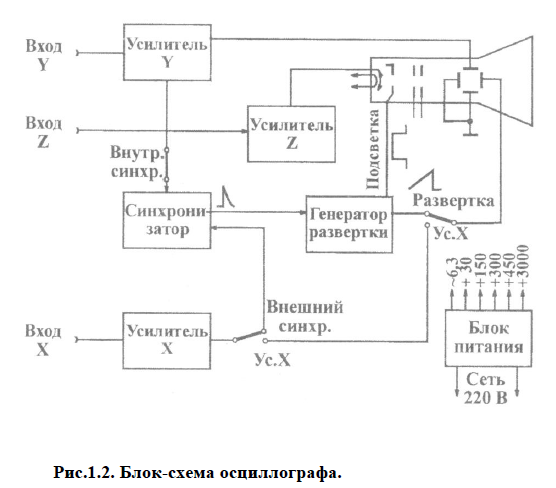 Вход
Y
Усилитель
Y
Вход
Z
Усилитель
Z
Подсветка
Внутр.
синхр.
Синхрони-
затор
Генератор
развертки
Развертка
Ус.X
Вход
X
Усилитель
X
Внешний
синхр.
Ус.X
~6,3
+30
+150
+300
+450
+3000
Блок
питания
Сеть
220 В
Рис.1.2. Блок-схема осциллографа.